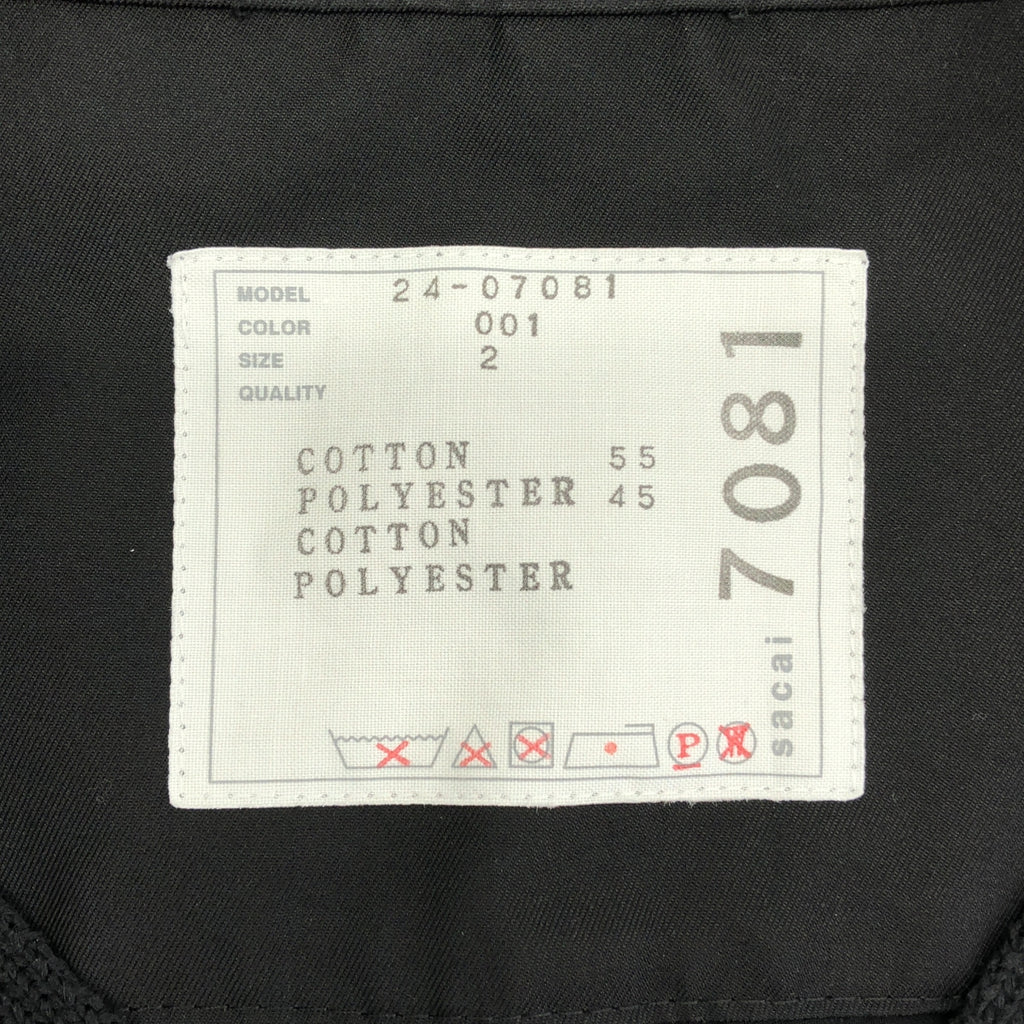 MODEL 24-07081
COLOR 001
SIZE 2
QUALITY
COTTON 55
POLYESTER 45
COTTON
POLYESTER
P
W
sacai 7081